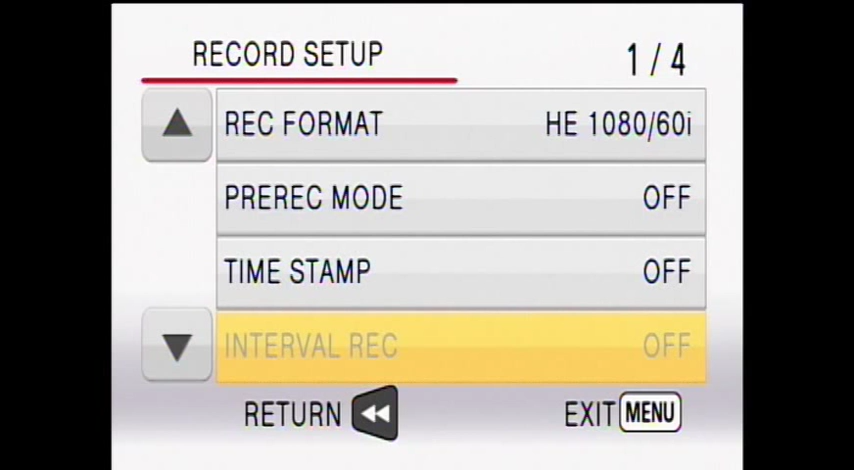 RECORD SETUP 1 / 4
REC FORMAT HE 1080/60i
PREREC MODE OFF
TIME STAMP OFF
INTERVAL REC OFF
RETURN EXIT MENU